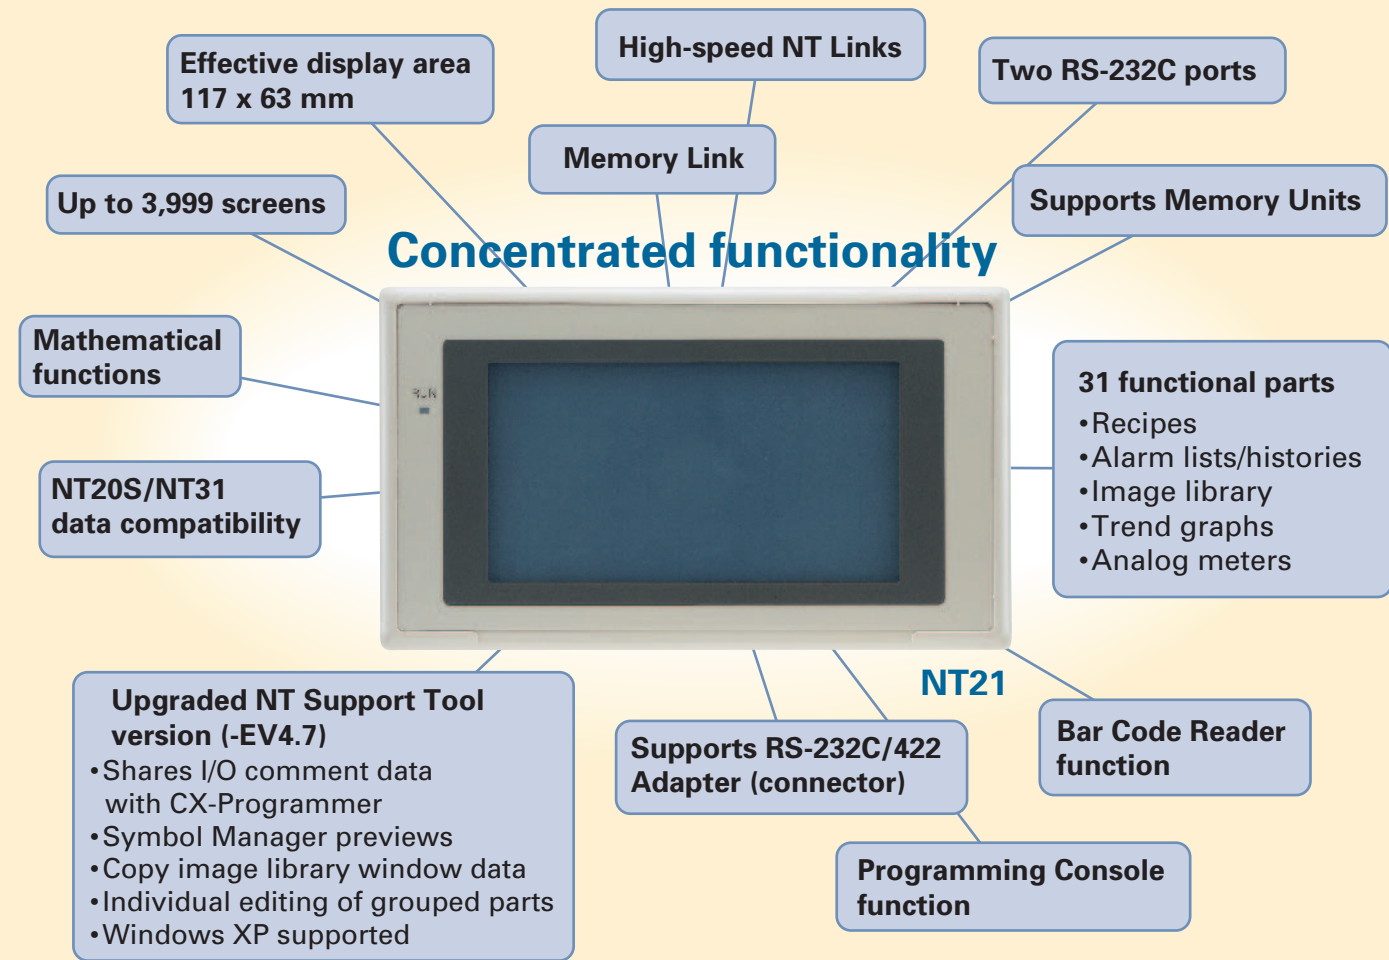 High-speed NT Links
Effective display area
117 x 63 mm
Two RS-232C ports
Memory Link
Up to 3,999 screens
Supports Memory Units
Concentrated functionality
Mathematical
functions
RUN
31 functional parts
•Recipes
•Alarm lists/histories
•Image library
•Trend graphs
•Analog meters
NT20S/NT31
data compatibility
NT21
Upgraded NT Support Tool
version (-EV4.7)
•Shares I/O comment data
with CX-Programmer
•Symbol Manager previews
•Copy image library window data
•Individual editing of grouped parts
•Windows XP supported
Supports RS-232C/422
Adapter (connector)
Bar Code Reader
function
Programming Console
function